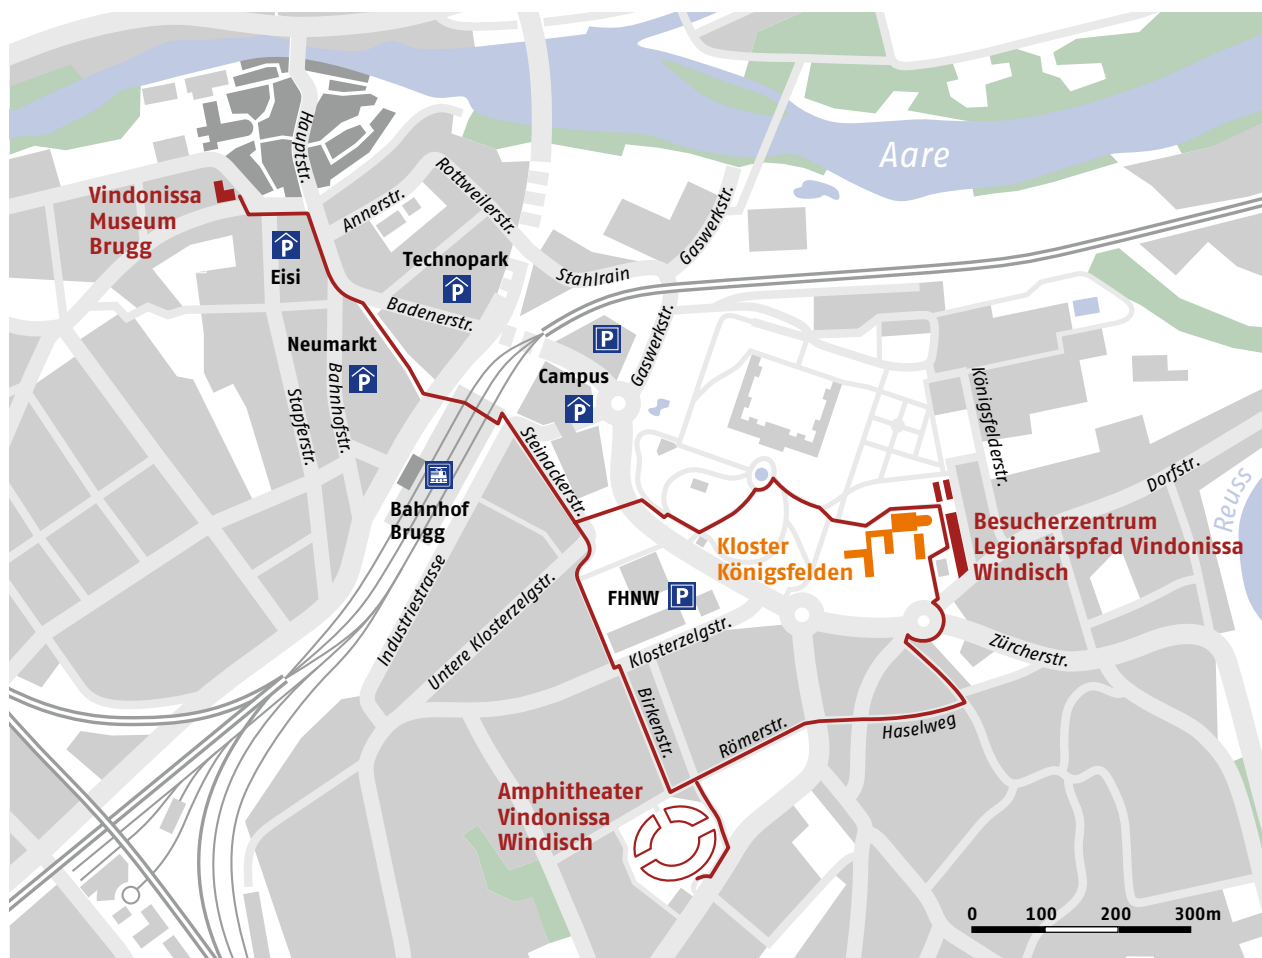 Aare
Hauptstr.
Vindonissa
Museum
Brugg
Annerstr.
Rottweilerstr.
Gaswerkstr.
P
Eisi
Technopark
P
Stahlrain
Badenerstr.
Neumarkt
P
P
Campus
P
Gaswerkstr.
Stapferstr.
Bahnhofstr.
Königsfelderstr.
Dorfstr.
Reuss
Steinackerstr.
Bahnhof
Brugg
Kloster
Königsfelden
Besucherzentrum
Legionärspfad Vindonissa
Windisch
Industriestrasse
Untere Klosterzelgstr.
FHNW
P
Klosterzelgstr.
Zürcherstr.
Birkenstr.
Römerstr.
Haselweg
Amphitheater
Vindonissa
Windisch
0 100 200 300m